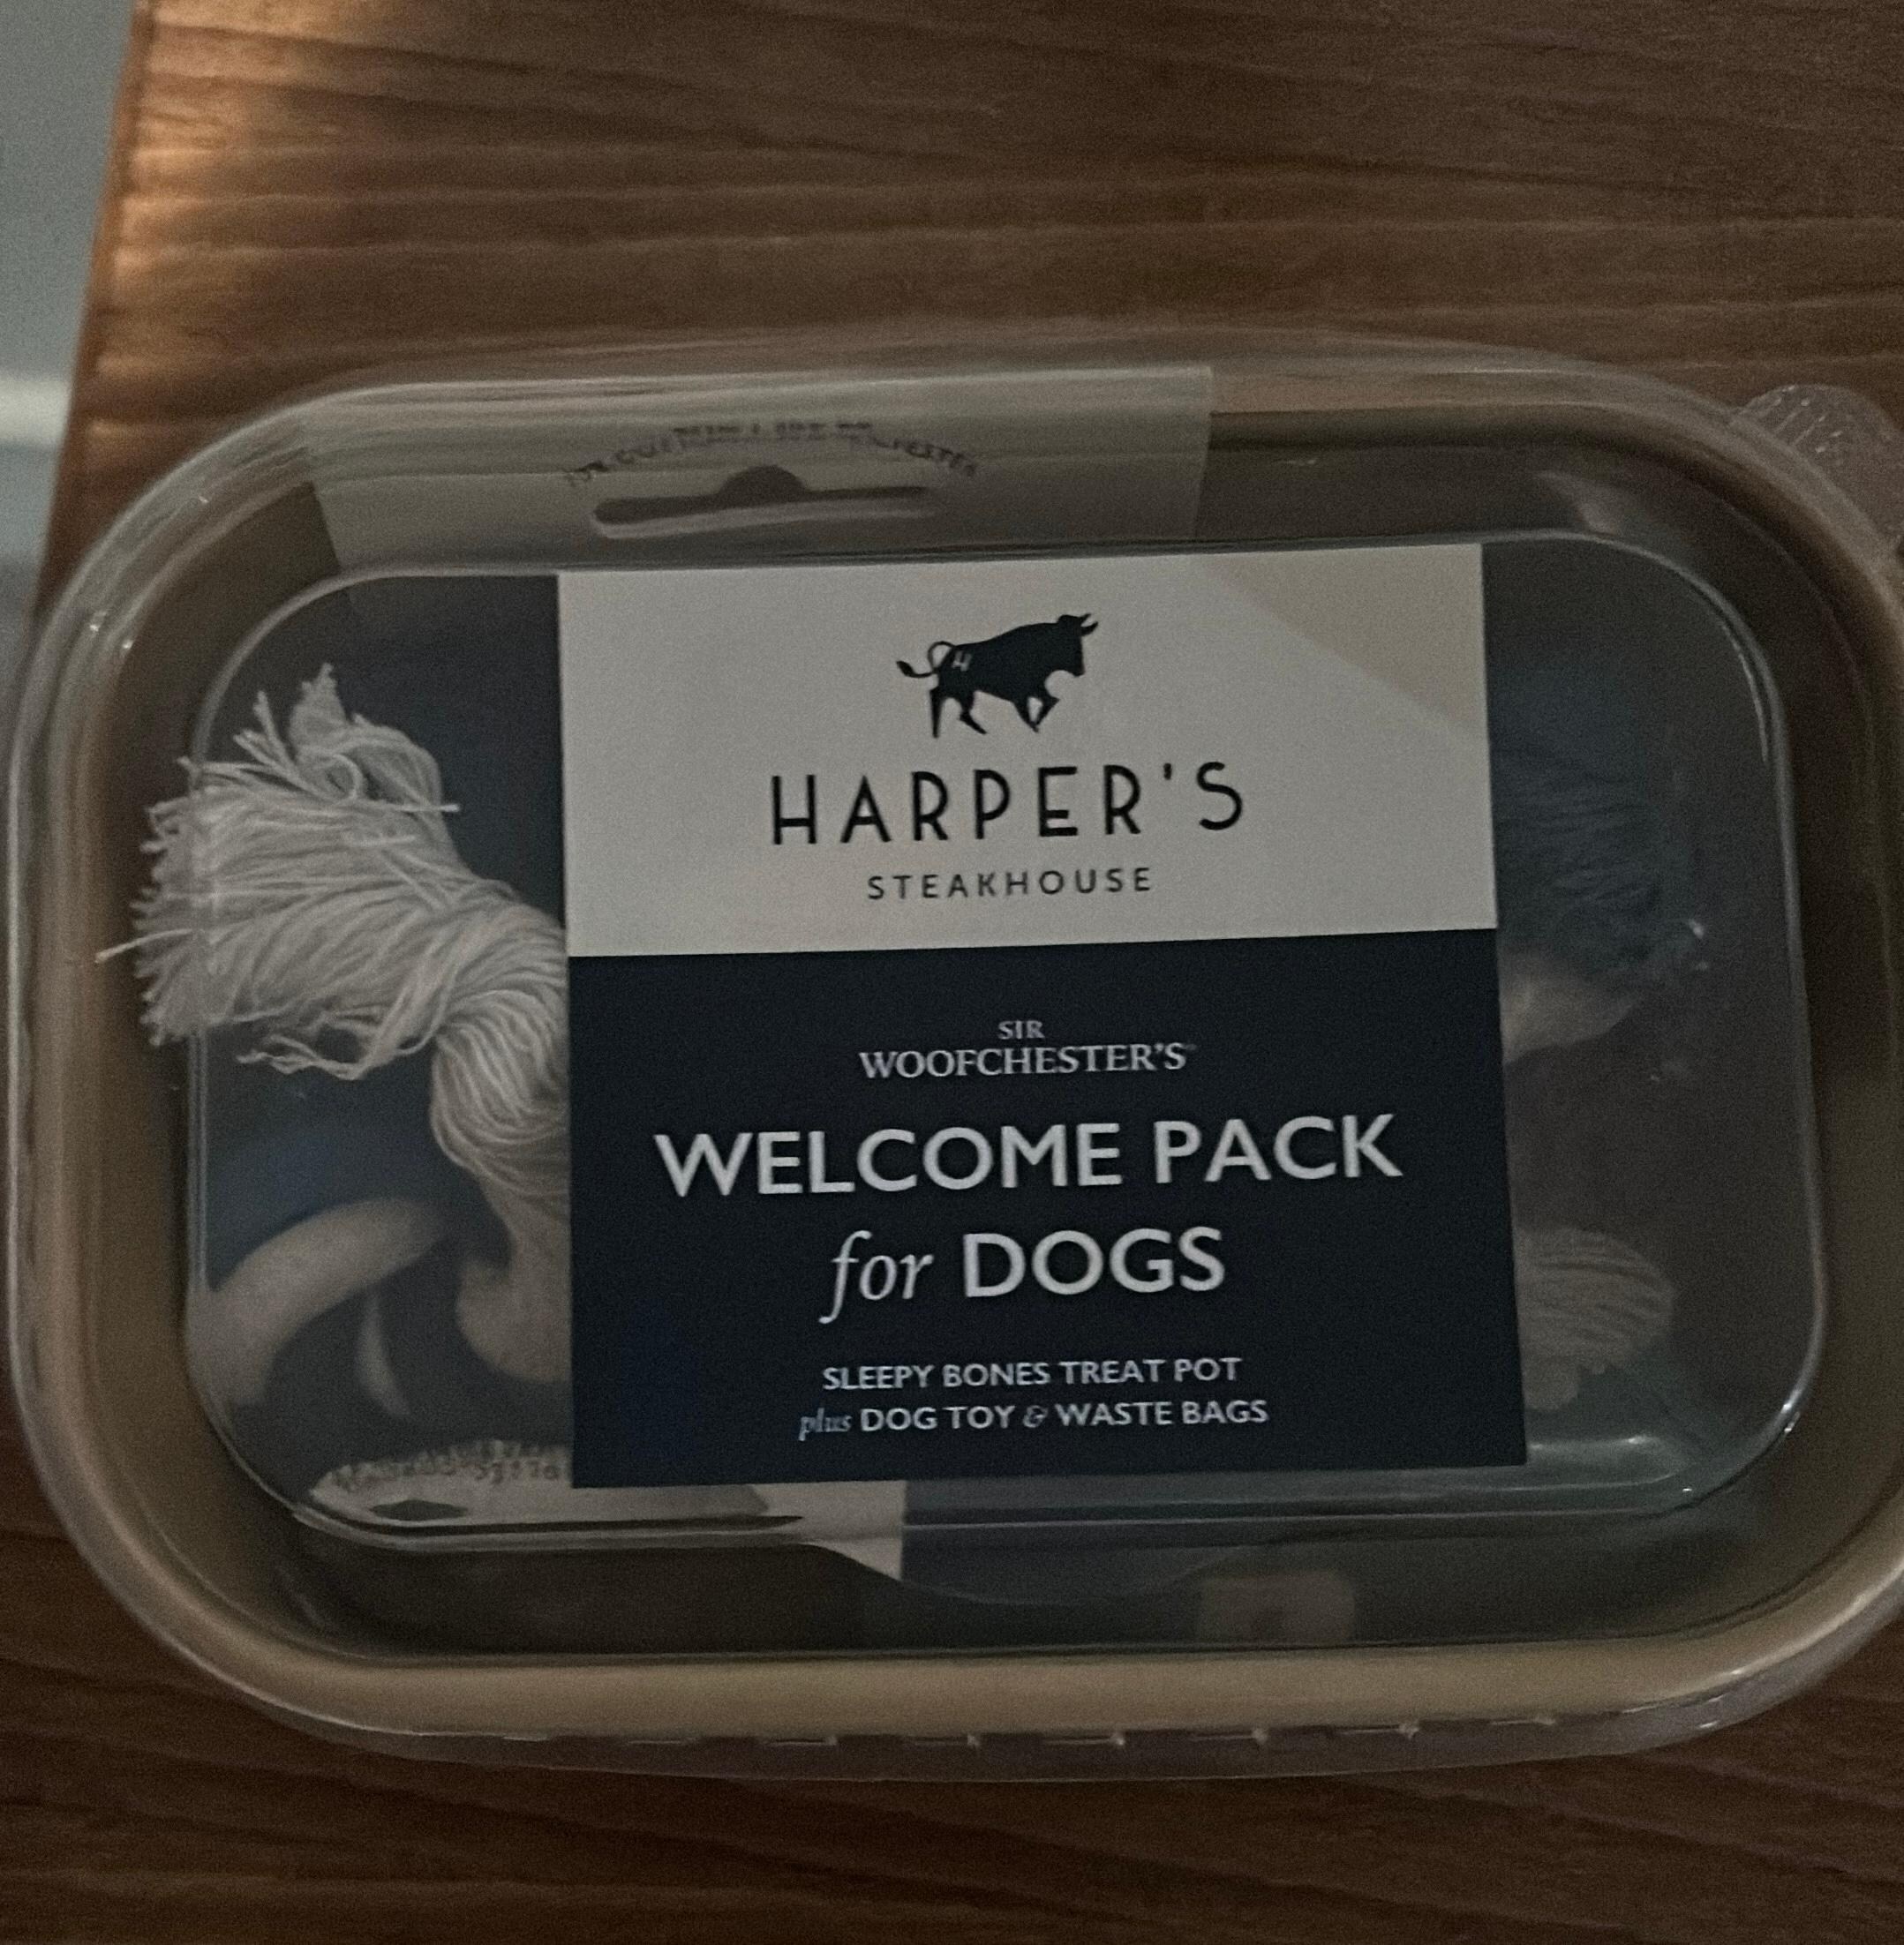 HARPER'S
STEAKHOUSE
SIR
WOOFCHESTER'S
WELCOME PACK
for DOGS
SLEEPY BONES TREAT POT
plus DOG TOY & WASTE BAGS